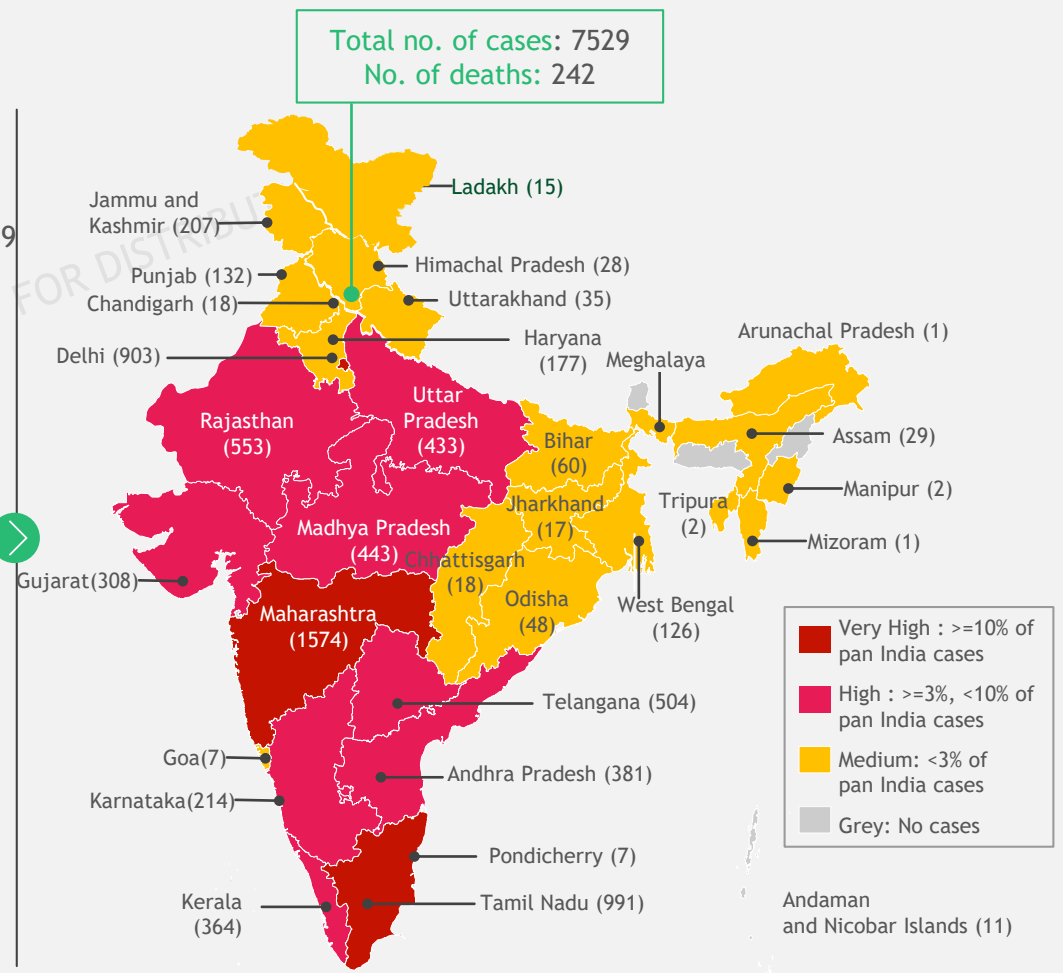 Total no. of cases: 7529
No. of deaths: 242
Ladakh (15)
Jammu and
Kashmir (207)
9
FOR DISTRIBU
Himachal Pradesh (28)
Punjab (132)
Chandigarh (18)
Uttarakhand (35)
Haryana
(177)
Delhi (903)
Arunachal Pradesh (1)
Meghalaya
Uttar
Pradesh
(433)
Rajasthan
(553)
Bihar
(60)
Assam (29)
Manipur (2)
Tripura
(2)
Jharkhand
(17)
Madhya Pradesh
(443)
Mizoram (1)
Chhattisgarh
(18)
Gujarat(308)
Odisha
(48)
West Bengal
(126)
Maharashtra
(1574)
Very High : >=10% of
pan India cases
High : >=3%, <10% of
pan India cases
Medium: <3% of
pan India cases
Grey: No cases
Telangana (504)
Goa(7)
Andhra Pradesh (381)
Karnataka(214)
Pondicherry (7)
Kerala
(364)
Tamil Nadu (991)
Andaman
and Nicobar Islands (11)